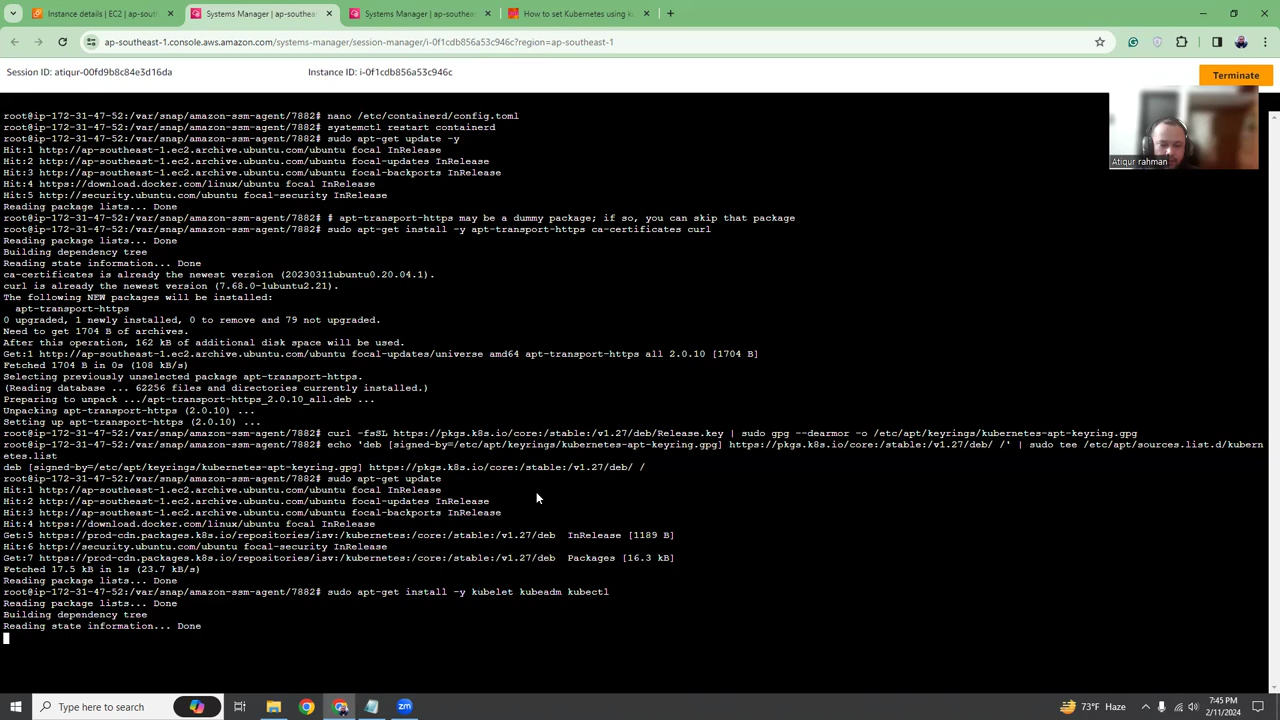 Instance details | EC2 | ap-sout
Systems Manager | ap-southeas
Systems Manager | ap-southeas
How to set Kubernetes using ku
ap-southeast-1.console.aws.amazon.com/systems-manager/session-manager/i-0f1cdb856a53c946c?region=ap-southeast-1
Session ID: atiqur-00fd9b8c84e3d16da
Instance ID: i-0f1cdb856a53c946c
Terminate
root@ip-172-31-47-52:/var/snap/amazon-ssm-agent/7882# nano /etc/containerd/config.toml
root@ip-172-31-47-52:/var/snap/amazon-ssm-agent/7882# systemctl restart containerd
root@ip-172-31-47-52:/var/snap/amazon-ssm-agent/7882# sudo apt-get update -y
Hit:1 http://ap-southeast-1.ec2.archive.ubuntu.com/ubuntu focal InRelease
Hit:2 http://ap-southeast-1.ec2.archive.ubuntu.com/ubuntu focal-updates InRelease
Hit:3 http://ap-southeast-1.ec2.archive.ubuntu.com/ubuntu focal-backports InRelease
Hit:4 https://download.docker.com/linux/ubuntu focal InRelease
Hit:5 http://security.ubuntu.com/ubuntu focal-security InRelease
Reading package lists... Done
root@ip-172-31-47-52:/var/snap/amazon-ssm-agent/7882# # apt-transport-https may be a dummy package; if so, you can skip that package
root@ip-172-31-47-52:/var/snap/amazon-ssm-agent/7882# sudo apt-get install -y apt-transport-https ca-certificates curl
Reading package lists... Done
Building dependency tree
Reading state information... Done
ca-certificates is already the newest version (20230311ubuntu0.20.04.1).
curl is already the newest version (7.68.0-1ubuntu2.21).
The following NEW packages will be installed:
apt-transport-https
0 upgraded, 1 newly installed, 0 to remove and 79 not upgraded.
Need to get 1704 B of archives.
After this operation, 162 kB of additional disk space will be used.
Get:1 http://ap-southeast-1.ec2.archive.ubuntu.com/ubuntu focal-updates/universe amd64 apt-transport-https all 2.0.10 [1704 B]
Fetched 1704 B in 0s (108 kB/s)
Selecting previously unselected package apt-transport-https.
(Reading database ... 62256 files and directories currently installed.)
Preparing to unpack .../apt-transport-https_2.0.10_all.deb ...
Unpacking apt-transport-https (2.0.10) ...
Setting up apt-transport-https (2.0.10) ...
root@ip-172-31-47-52:/var/snap/amazon-ssm-agent/7882# curl -fsSL https://pkgs.k8s.io/core:/stable:/v1.27/deb/Release.key | sudo gpg --dearmor -o /etc/apt/keyrings/kubernetes-apt-keyring.gpg
root@ip-172-31-47-52:/var/snap/amazon-ssm-agent/7882# echo 'deb [signed-by=/etc/apt/keyrings/kubernetes-apt-keyring.gpg] https://pkgs.k8s.io/core:/stable:/v1.27/deb/ /' | sudo tee /etc/apt/sources.list.d/kubern
etes.list
deb [signed-by=/etc/apt/keyrings/kubernetes-apt-keyring.gpg] https://pkgs.k8s.io/core:/stable:/v1.27/deb/ /
root@ip-172-31-47-52:/var/snap/amazon-ssm-agent/7882# sudo apt-get update
Hit:1 http://ap-southeast-1.ec2.archive.ubuntu.com/ubuntu focal InRelease
Hit:2 http://ap-southeast-1.ec2.archive.ubuntu.com/ubuntu focal-updates InRelease
Hit:3 http://ap-southeast-1.ec2.archive.ubuntu.com/ubuntu focal-backports InRelease
Hit:4 https://download.docker.com/linux/ubuntu focal InRelease
Get:5 https://prod-cdn.packages.k8s.io/repositories/isv:/kubernetes:/core:/stable:/v1.27/deb InRelease [1189 B]
Hit:6 http://security.ubuntu.com/ubuntu focal-security InRelease
Get:7 https://prod-cdn.packages.k8s.io/repositories/isv:/kubernetes:/core:/stable:/v1.27/deb Packages [16.3 kB]
Fetched 17.5 kB in 1s (23.7 kB/s)
Reading package lists... Done
root@ip-172-31-47-52:/var/snap/amazon-ssm-agent/7882# sudo apt-get install -y kubelet kubeadm kubectl
Reading package lists... Done
Building dependency tree
Reading state information... Done
Atiqur rahman
Type here to search
zm
73°F Haze
7:45 PM
2/11/2024